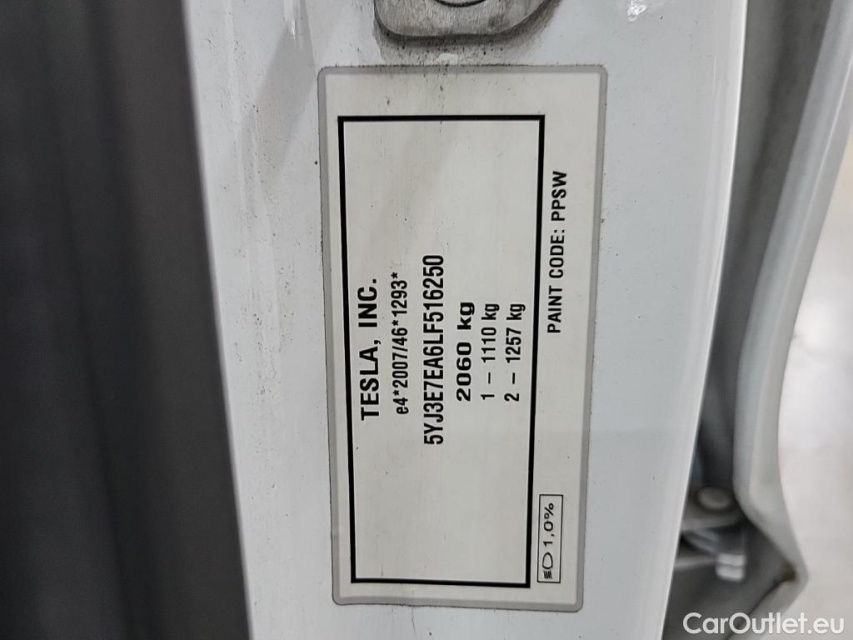 TESLA, INC.
e4*2007/46*1293*
5YJ3E7EA6LF516250
2060 kg
1 – 1110 kg
2 – 1257 kg
PAINT CODE: PPSW
1,0%
CarOutlet.eu